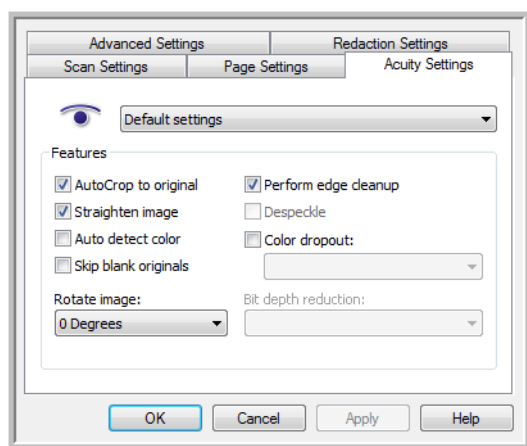 Advanced Settings Redaction Settings
Scan Settings Page Settings Acuity Settings
Default settings
Features
AutoCrop to original Perform edge cleanup
Straighten image Despeckle
Auto detect color Color dropout:
Skip blank originals
Rotate image: Bit depth reduction:
0 Degrees
OK Cancel Apply Help